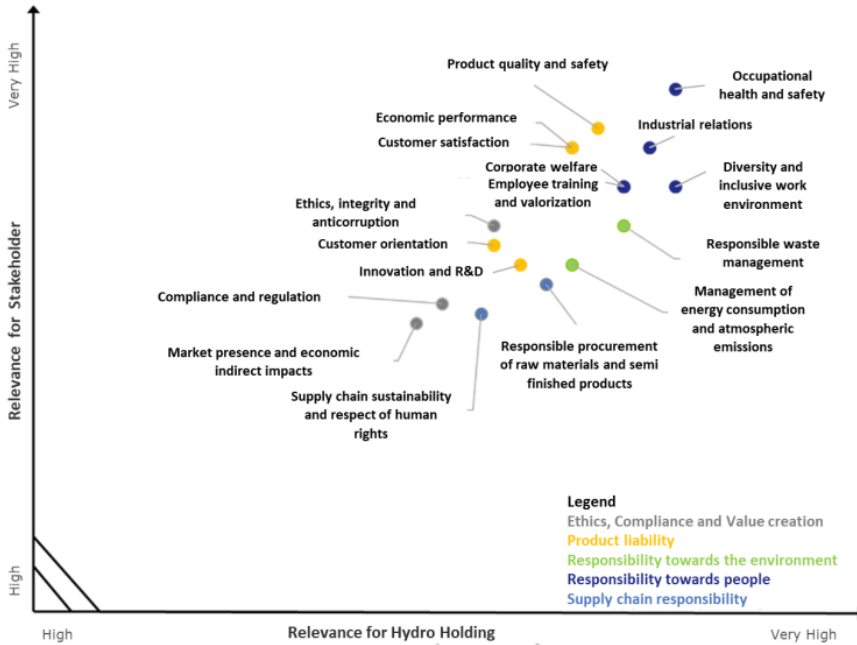 Very High
Relevance for Stakeholder
High
Product quality and safety
Occupational
health and safety
Economic performance
Customer satisfaction
Industrial relations
Corporate welfare
Employee training
and valorization
Diversity and
inclusive work
environment
Ethics, integrity and
anticorruption
Customer orientation
Innovation and R&D
Responsible waste
management
Compliance and regulation
Management of
energy consumption
and atmospheric
emissions
Market presence and economic
indirect impacts
Responsible procurement
of raw materials and semi
finished products
Supply chain sustainability
and respect of human
rights
Legend
Ethics, Compliance and Value creation
Product liability
Responsibility towards the environment
Responsibility towards people
Supply chain responsibility
High
Relevance for Hydro Holding
Very High